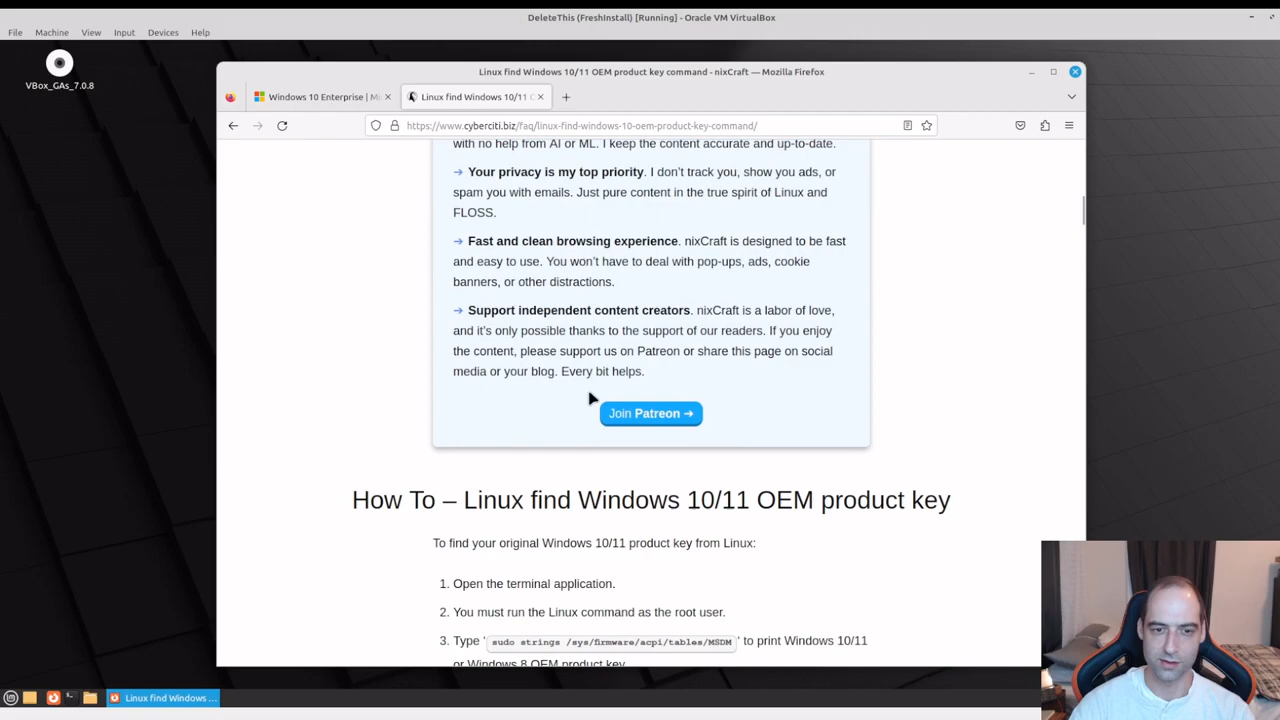 DeleteThis (FreshInstall) [Running] - Oracle VM VirtualBox
File Machine View Input Devices Help
VBox_GAs_7.0.8
Linux find Windows 10/11 OEM product key command - nixCraft — Mozilla Firefox
Windows 10 Enterprise | Mi
Linux find Windows 10/11 O
https://www.cyberciti.biz/faq/linux-find-windows-10-oem-product-key-command/
with no help from AI or ML. I keep the content accurate and up-to-date.
➔ Your privacy is my top priority. I don’t track you, show you ads, or
spam you with emails. Just pure content in the true spirit of Linux and
FLOSS.
➔ Fast and clean browsing experience. nixCraft is designed to be fast
and easy to use. You won’t have to deal with pop-ups, ads, cookie
banners, or other distractions.
➔ Support independent content creators. nixCraft is a labor of love,
and it’s only possible thanks to the support of our readers. If you enjoy
the content, please support us on Patreon or share this page on social
media or your blog. Every bit helps.
Join Patreon ➔
How To – Linux find Windows 10/11 OEM product key
To find your original Windows 10/11 product key from Linux:
1. Open the terminal application.
2. You must run the Linux command as the root user.
3. Type ‘sudo strings /sys/firmware/acpi/tables/MSDM’ to print Windows 10/11
or Windows 8 OEM product key
Linux find Windows ...